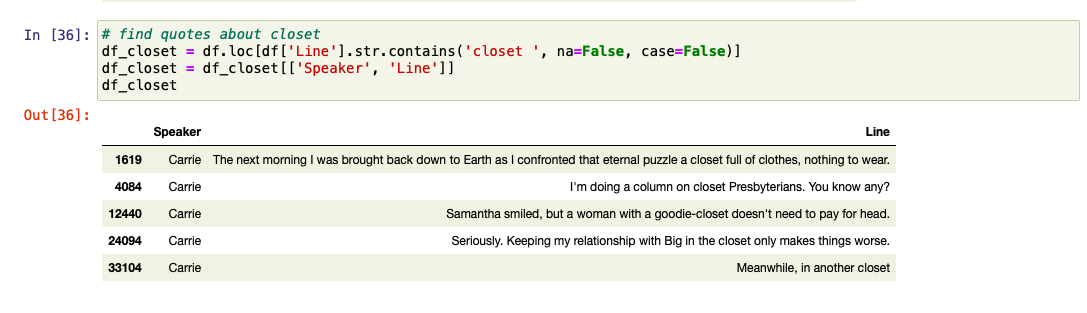 In [36]: # find quotes about closet
df_closet = df.loc[df['Line'].str.contains('closet ', na=False, case=False)]
df_closet = df_closet[['Speaker', 'Line']]
df_closet
Out[36]:
Speaker Line
1619 Carrie The next morning I was brought back down to Earth as I confronted that eternal puzzle a closet full of clothes, nothing to wear.
4084 Carrie I'm doing a column on closet Presbyterians. You know any?
12440 Carrie Samantha smiled, but a woman with a goodie-closet doesn't need to pay for head.
24094 Carrie Seriously. Keeping my relationship with Big in the closet only makes things worse.
33104 Carrie Meanwhile, in another closet